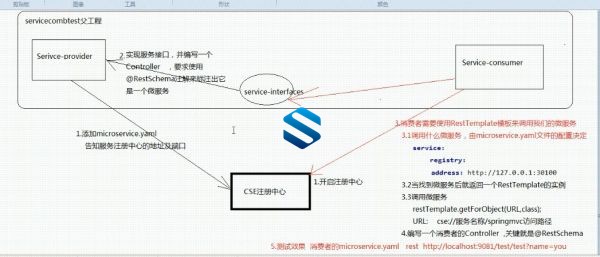 剪贴板 图像 工具 形状 颜色
servicecombtest父工程
Serivce-provider
2.实现服务接口，并编写一个
Controller ，要求使用
@RestSchema注解来标注出它
是一个微服务
service-interfaces
Service-consumer
1.添加microservice.yaml
告知服务注册中心的地址及端口
CSE注册中心
1.开启注册中心
3.消费者需要使用RestTemplate模板来调用我们的微服务
3.1调用什么微服务，由microservice.yaml文件的配置决定
service:
registry:
address: http://127.0.0.1:30100
3.2当找到微服务后就返回一个RestTemplate的实例
3.3调用微服务
restTemplate.getForObject(URL,class);
URL: cse://服务名称/springmvc访问路径
4.编写一个消费者的Controller ,关键就是@RestSchema
5.测试效果 消费者的microservice.yaml rest http://localhost:9081/test/test?name=you